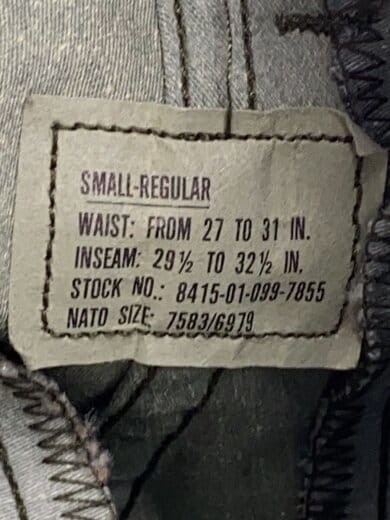 SMALL-REGULAR
WAIST: FROM 27 TO 31 IN.
INSEAM: 29½ TO 32½ IN.
STOCK NO.: 8415-01-099-7855
NATO SIZE: 7583/6979